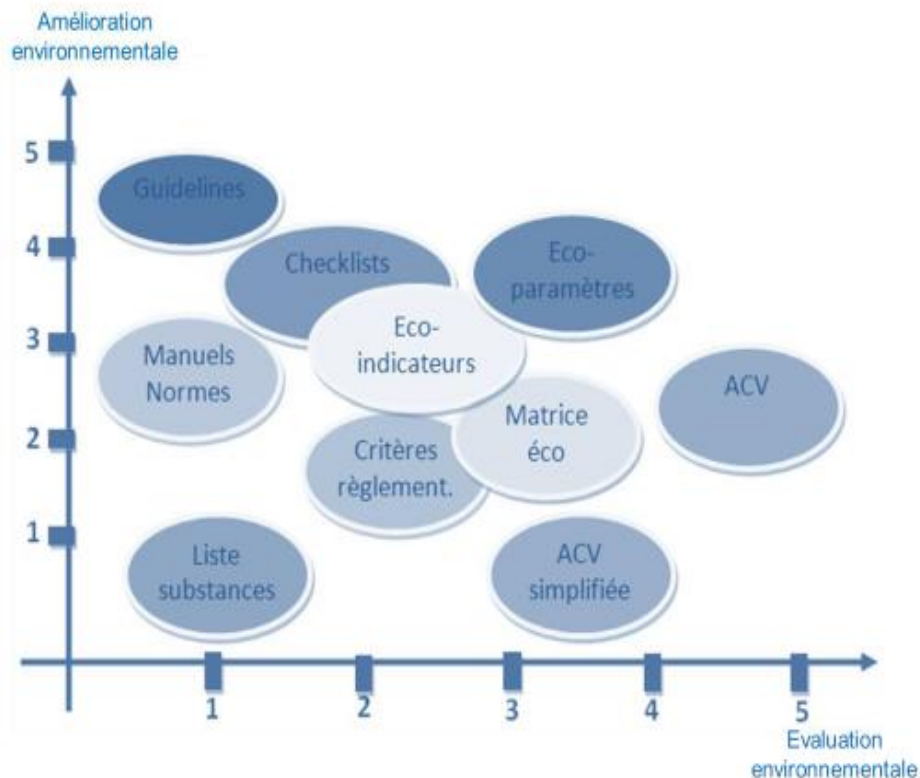 Amélioration
environnementale
5
Guidelines
4
Checklists
Eco-
paramètres
3
Eco-
indicateurs
Manuels
Normes
ACV
2
Matrice
éco
Critères
règlement.
1
Liste
substances
ACV
simplifiée
1
2
3
4
5
Evaluation
environnementale